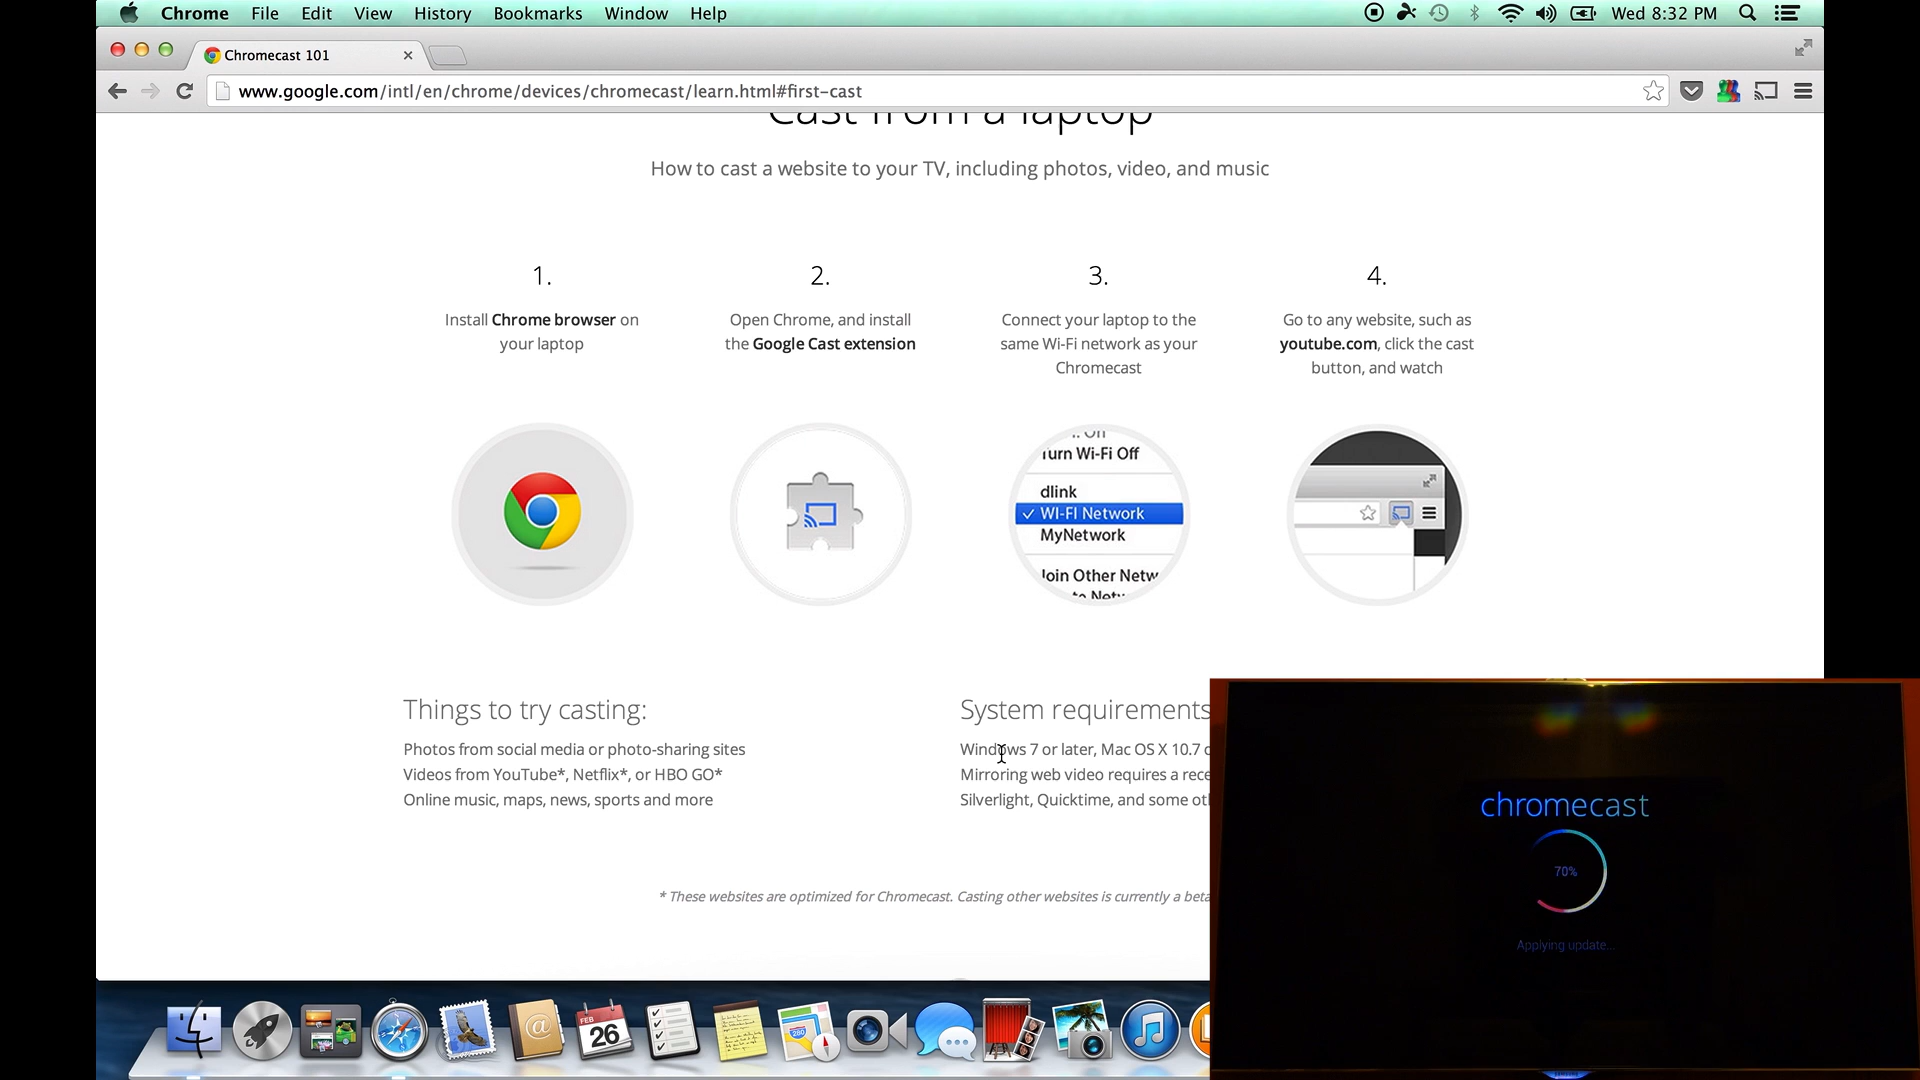 Chrome File Edit View History Bookmarks Window Help Wed 8:32 PM
Chromecast 101
www.google.com/intl/en/chrome/devices/chromecast/learn.html#first-cast
Cast from a laptop
How to cast a website to your TV, including photos, video, and music
1.
Install Chrome browser on
your laptop
2.
Open Chrome, and install
the Google Cast extension
3.
Connect your laptop to the
same Wi-Fi network as your
Chromecast
4.
Go to any website, such as
youtube.com, click the cast
button, and watch
Turn Wi-Fi Off
dlink
WI-FI Network
MyNetwork
Join Other Netw
Things to try casting:
Photos from social media or photo-sharing sites
Videos from YouTube*, Netflix*, or HBO GO*
Online music, maps, news, sports and more
System requirements
Windows 7 or later, Mac OS X 10.7
Mirroring web video requires a rece
Silverlight, Quicktime, and some ot
* These websites are optimized for Chromecast. Casting other websites is currently a beta
chromecast
70%
Applying update...
FEB
26
280